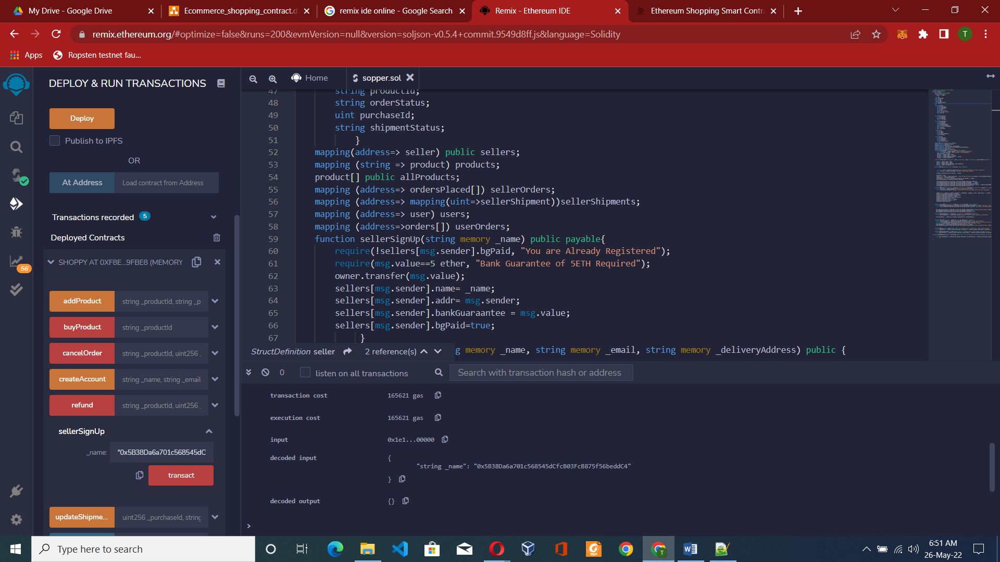 My Drive - Google Drive
Ecommerce_shopping_contract.d
remix ide online - Google Search
Remix - Ethereum IDE
Ethereum Shopping Smart Contra
remix.ethereum.org/#optimize=false&runs=200&evmVersion=null&version=soljson-v0.5.4+commit.9549d8ff.js&language=Solidity
T
Apps
Ropsten testnet fau...
DEPLOY & RUN TRANSACTIONS
Deploy
Publish to IPFS
OR
At Address
Load contract from Address
Transactions recorded 5
Deployed Contracts
SHOPPY AT 0XF8E...9FBE8 (MEMORY
56
addProduct
string _productId, string _p
buyProduct
string _productId
cancelOrder
string _productId, uint256
createAccount
string _name, string _email
refund
string _productId, uint256
sellerSignUp
_name:
"0x5B38Da6a701c568545dC
transact
updateShipme...
uint256 _purchaseId, string
Home
sopper.sol
47 string productId;
48 string orderStatus;
49 uint purchaseId;
50 string shipmentStatus;
51 }
52 mapping(address=> seller) public sellers;
53 mapping (string => product) products;
54 product[] public allProducts;
55 mapping (address=> ordersPlaced[]) sellerOrders;
56 mapping (address=> mapping(uint=>sellerShipment))sellerShipments;
57 mapping (address=> user) users;
58 mapping (address=>orders[]) userOrders;
59 function sellerSignUp(string memory _name) public payable{
60 require(!sellers[msg.sender].bgPaid, "You are Already Registered");
61 require(msg.value==5 ether, "Bank Guarantee of 5ETH Required");
62 owner.transfer(msg.value);
63 sellers[msg.sender].name= _name;
64 sellers[msg.sender].addr= msg.sender;
65 sellers[msg.sender].bankGuaraantee = msg.value;
66 sellers[msg.sender].bgPaid=true;
67 }
g memory _name, string memory _email, string memory _deliveryAddress) public {
StructDefinition seller
2 reference(s)
0
listen on all transactions
Search with transaction hash or address
transaction cost 165621 gas
execution cost 165621 gas
input 0x1e1...00000
decoded input {
"string _name": "0x5B38Da6a701c568545dCfcB03FcB875f56beddC4"
}
decoded output {}
>
Type here to search
6:51 AM
26-May-22